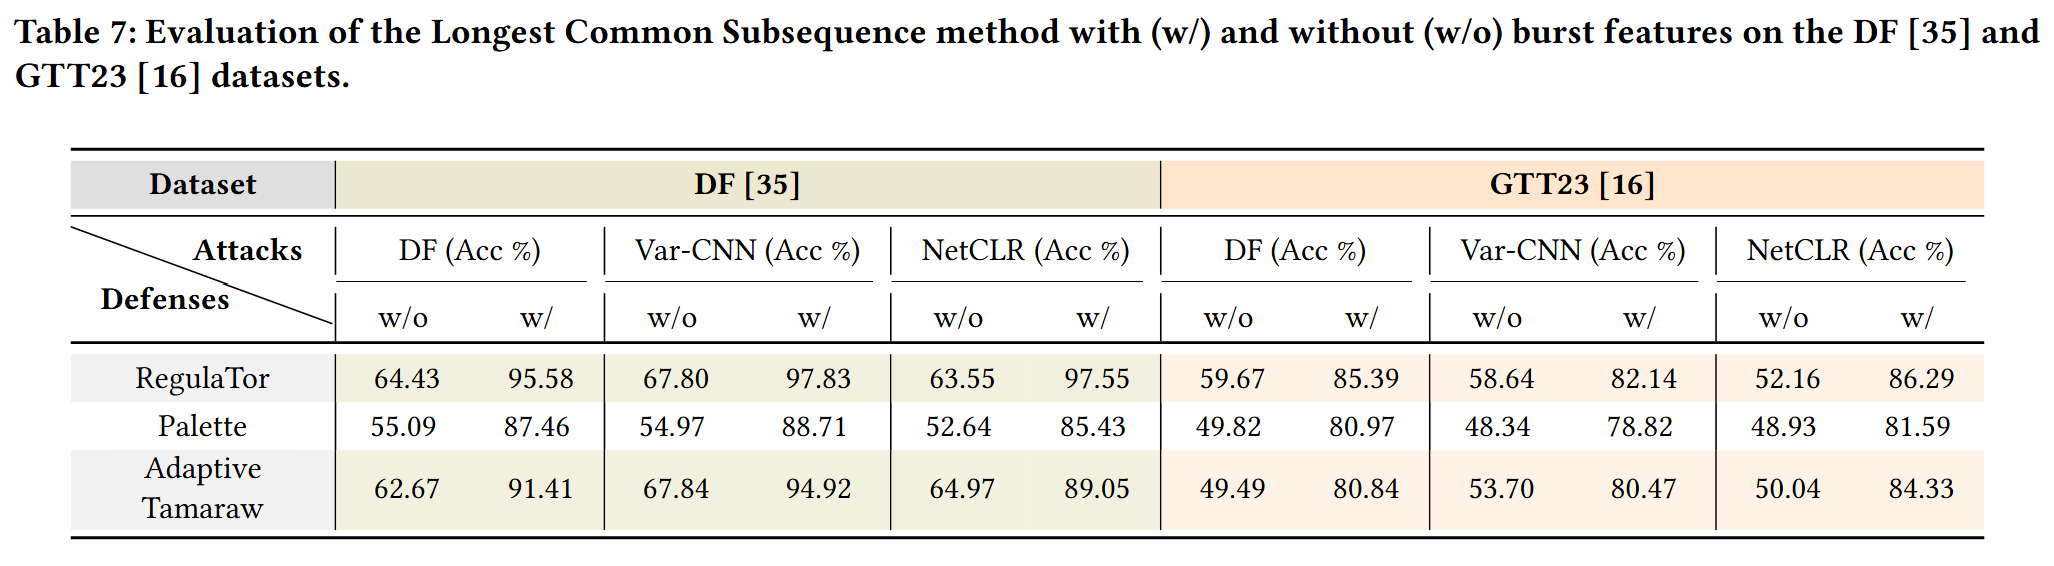 Table 7: Evaluation of the Longest Common Subsequence method with (w/) and without (w/o) burst features on the DF [35] and
GTT23 [16] datasets.
Dataset DF [35] GTT23 [16]
Attacks DF (Acc %) Var-CNN (Acc %) NetCLR (Acc %) DF (Acc %) Var-CNN (Acc %) NetCLR (Acc %)
Defenses
w/o w/ w/o w/ w/o w/ w/o w/ w/o w/ w/o w/
RegulaTor 64.43 95.58 67.80 97.83 63.55 97.55 59.67 85.39 58.64 82.14 52.16 86.29
Palette 55.09 87.46 54.97 88.71 52.64 85.43 49.82 80.97 48.34 78.82 48.93 81.59
Adaptive
Tamaraw 62.67 91.41 67.84 94.92 64.97 89.05 49.49 80.84 53.70 80.47 50.04 84.33